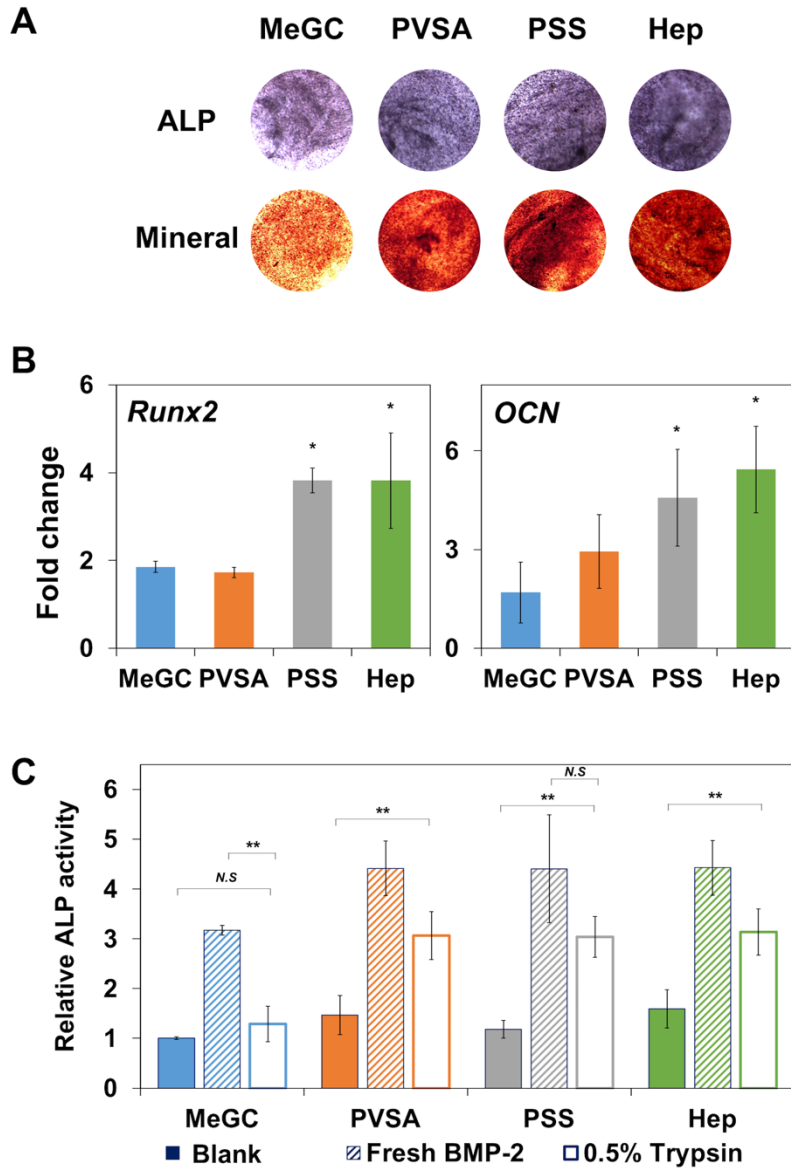 A
MeGC PVSA PSS Hep
ALP
Mineral
B
6
4
2
0
Fold change
Runx2
*
*
MeGC PVSA PSS Hep
6
3
0
OCN
*
*
MeGC PVSA PSS Hep
C
6
5
4
3
2
1
0
Relative ALP activity
N.S
**
**
N.S
**
**
MeGC PVSA PSS Hep
Blank Fresh BMP-2 0.5% Trypsin